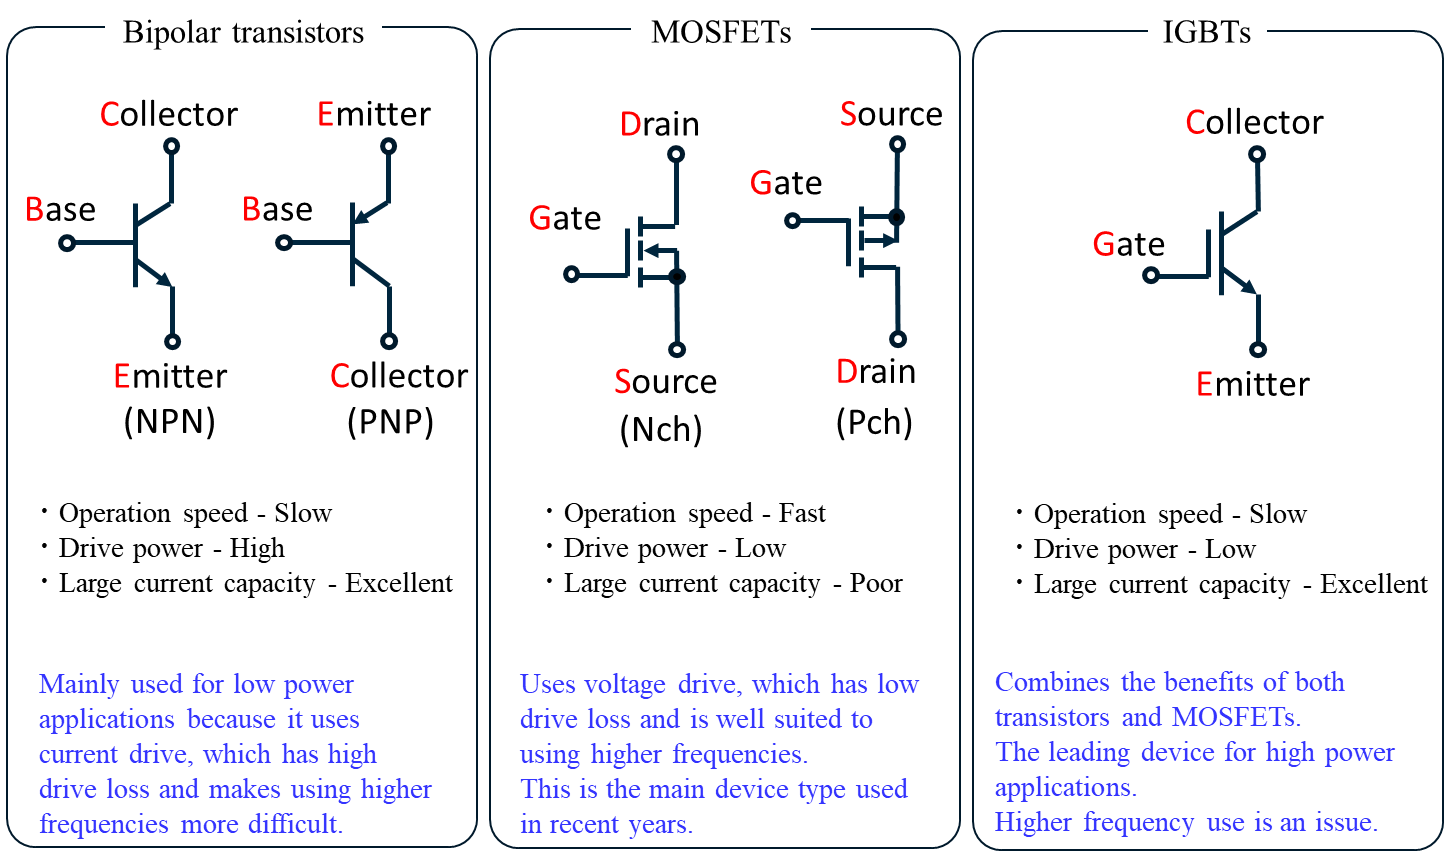 Bipolar transistors
Collector
Emitter
Base
Base
Emitter
(NPN)
Collector
(PNP)
・Operation speed - Slow
・Drive power - High
・Large current capacity - Excellent
Mainly used for low power
applications because it uses
current drive, which has high
drive loss and makes using higher
frequencies more difficult.
MOSFETs
Drain
Source
Gate
Gate
Source
(Nch)
Drain
(Pch)
・Operation speed - Fast
・Drive power - Low
・Large current capacity - Poor
Uses voltage drive, which has low
drive loss and is well suited to
using higher frequencies.
This is the main device type used
in recent years.
IGBTs
Collector
Gate
Emitter
・Operation speed - Slow
・Drive power - Low
・Large current capacity - Excellent
Combines the benefits of both
transistors and MOSFETs.
The leading device for high power
applications.
Higher frequency use is an issue.